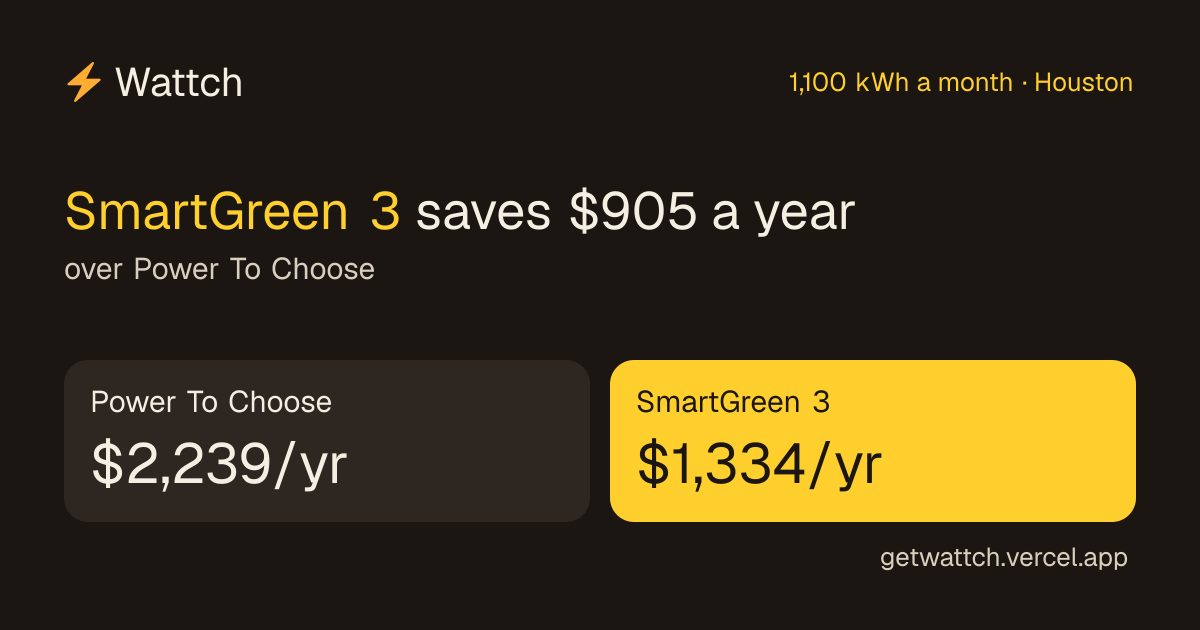 ⚡ Wattch
1,100 kWh a month · Houston
SmartGreen 3 saves $905 a year
over Power To Choose
Power To Choose
$2,239/yr
SmartGreen 3
$1,334/yr
getwattch.vercel.app